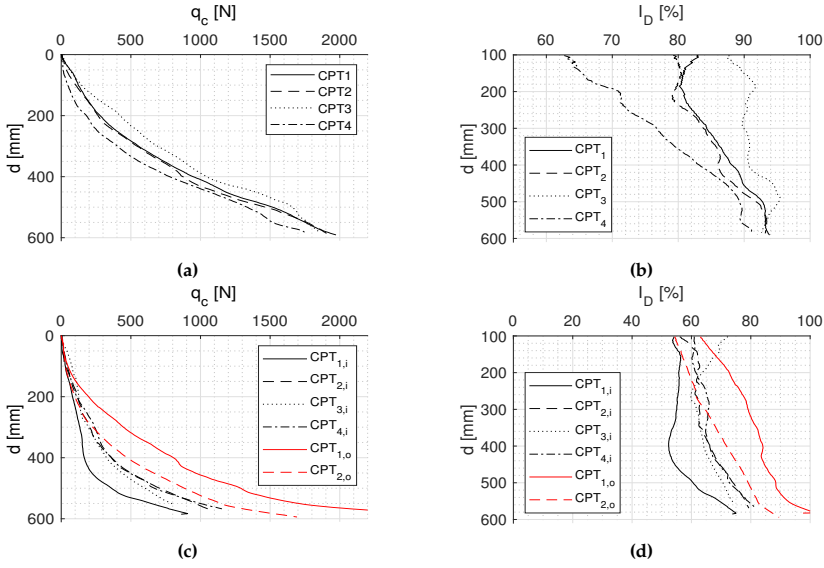 q_c [N]
0 500 1000 1500 2000
0
200
400
600
d [mm]
CPT1
CPT2
CPT3
CPT4
(a)
I_D [%]
60 70 80 90 100
100
200
300
400
500
600
d [mm]
CPT_1
CPT_2
CPT_3
CPT_4
(b)
q_c [N]
0 500 1000 1500 2000
0
200
400
600
d [mm]
CPT_1,i
CPT_2,i
CPT_3,i
CPT_4,i
CPT_1,o
CPT_2,o
(c)
I_D [%]
0 20 40 60 80 100
100
200
300
400
500
600
d [mm]
CPT_1,i
CPT_2,i
CPT_3,i
CPT_4,i
CPT_1,o
CPT_2,o
(d)